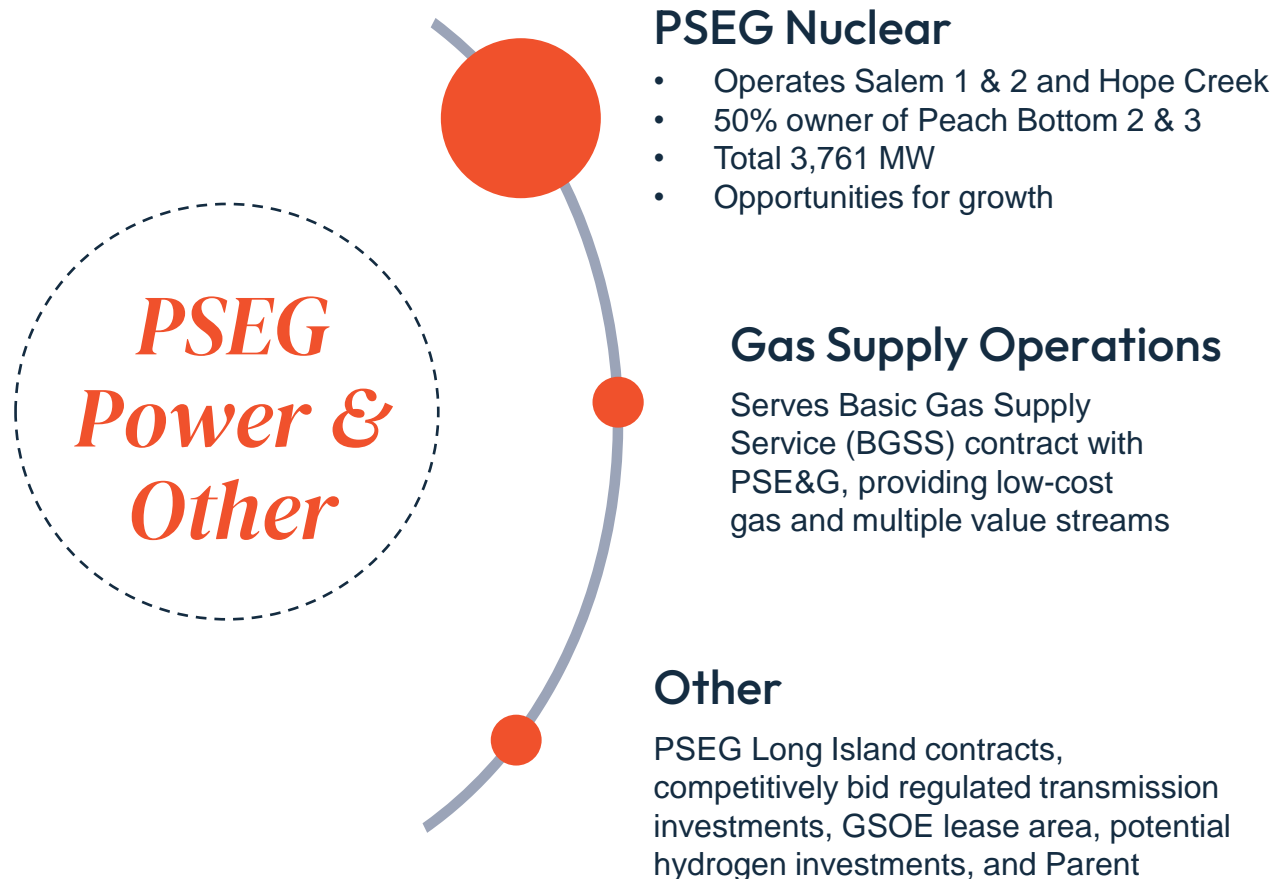 PSEG
Power &
Other
PSEG Nuclear
• Operates Salem 1 & 2 and Hope Creek
• 50% owner of Peach Bottom 2 & 3
• Total 3,761 MW
• Opportunities for growth
Gas Supply Operations
Serves Basic Gas Supply
Service (BGSS) contract with
PSE&G, providing low-cost
gas and multiple value streams
Other
PSEG Long Island contracts,
competitively bid regulated transmission
investments, GSOE lease area, potential
hydrogen investments, and Parent